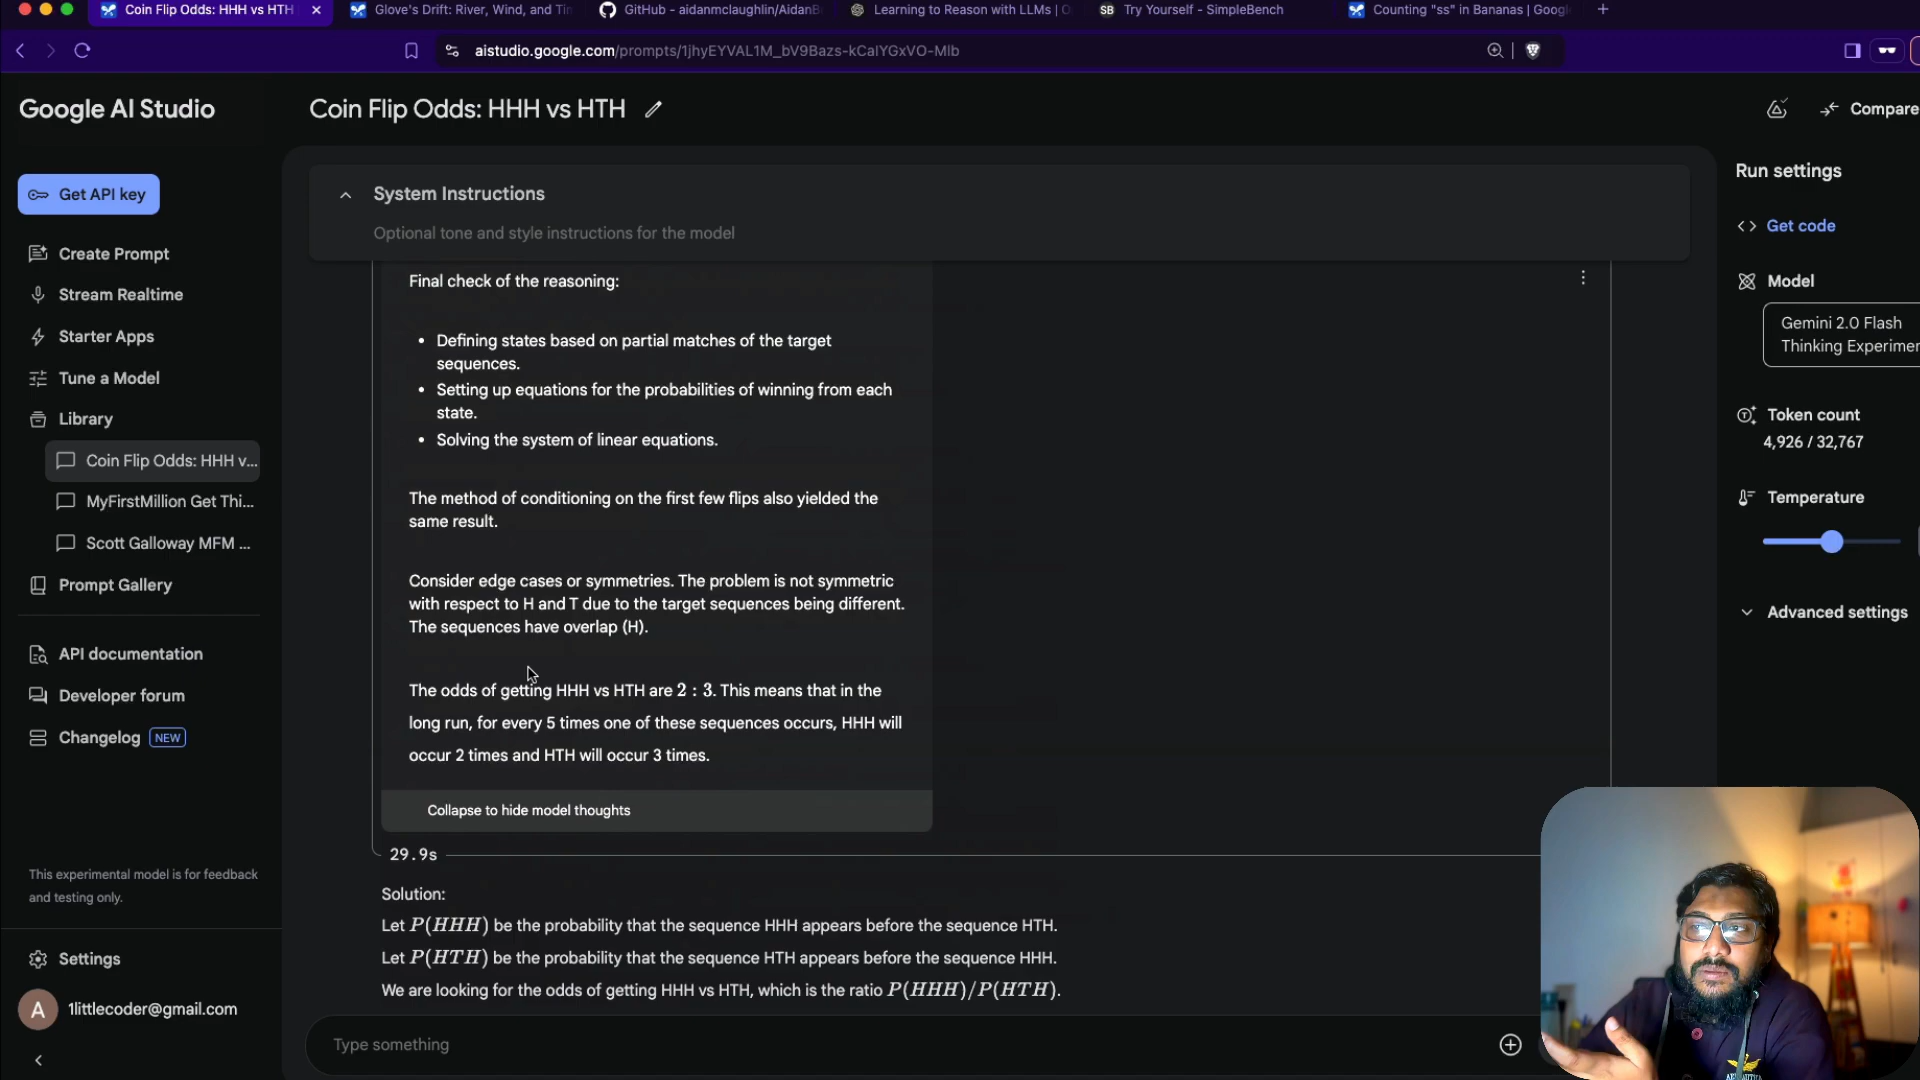 Coin Flip Odds: HHH vs HTH
Glove's Drift: River, Wind, and Tim
GitHub - aidanmclaughlin/AidanB
Learning to Reason with LLMs | O
SB Try Yourself - SimpleBench
Counting "ss" in Bananas | Googl
aistudio.google.com/prompts/1jhyEYVAL1M_bV9Bazs-kCalYGxVO-Mlb
Google AI Studio
Coin Flip Odds: HHH vs HTH
Compare
Get API key
System Instructions
Optional tone and style instructions for the model
Run settings
Get code
Create Prompt
Stream Realtime
Starter Apps
Tune a Model
Library
Coin Flip Odds: HHH v...
MyFirstMillion Get Thi...
Scott Galloway MFM ...
Prompt Gallery
API documentation
Developer forum
Changelog NEW
This experimental model is for feedback
and testing only.
Settings
A 1littlecoder@gmail.com
Final check of the reasoning:
• Defining states based on partial matches of the target
sequences.
• Setting up equations for the probabilities of winning from each
state.
• Solving the system of linear equations.
The method of conditioning on the first few flips also yielded the
same result.
Consider edge cases or symmetries. The problem is not symmetric
with respect to H and T due to the target sequences being different.
The sequences have overlap (H).
The odds of getting HHH vs HTH are 2 : 3. This means that in the
long run, for every 5 times one of these sequences occurs, HHH will
occur 2 times and HTH will occur 3 times.
Collapse to hide model thoughts
29.9s
Solution:
Let P(HHH) be the probability that the sequence HHH appears before the sequence HTH.
Let P(HTH) be the probability that the sequence HTH appears before the sequence HHH.
We are looking for the odds of getting HHH vs HTH, which is the ratio P(HHH)/P(HTH).
Type something
Model
Gemini 2.0 Flash
Thinking Experimen
Token count
4,926 / 32,767
Temperature
Advanced settings